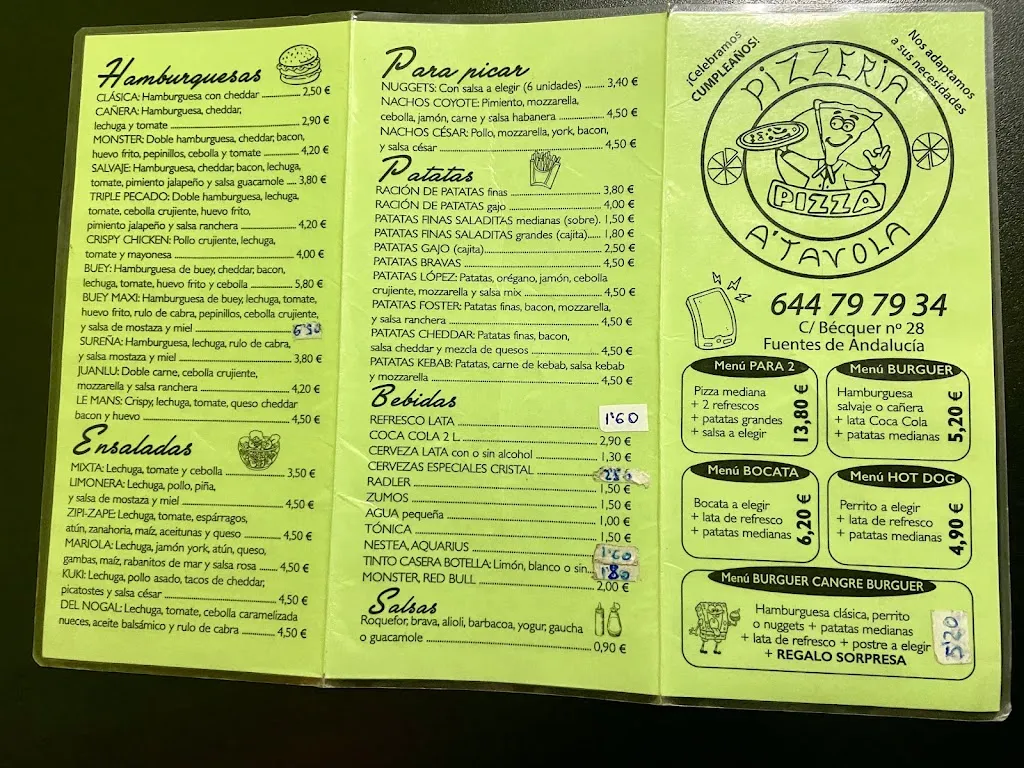 Hamburguesas
CLÁSICA: Hamburguesa con cheddar 2,50 €
CAÑERA: Hamburguesa, cheddar,
lechuga y tomate 2,90 €
MONSTER: Doble hamburguesa, cheddar, bacon,
huevo frito, pepinillos, cebolla y tomate 4,20 €
SALVAJE: Hamburguesa, cheddar, bacon, lechuga,
tomate, pimiento jalapeño y salsa guacamole 3,80 €
TRIPLE PECADO: Doble hamburguesa, lechuga,
tomate, cebolla crujiente, huevo frito,
pimiento jalapeño y salsa ranchera 4,20 €
CRISPY CHICKEN: Pollo crujiente, lechuga,
tomate y mayonesa 4,00 €
BUEY: Hamburguesa de buey, cheddar, bacon,
lechuga, tomate, huevo frito y cebolla 5,80 €
BUEY MAXI: Hamburguesa de buey, lechuga, tomate,
huevo frito, rulo de cabra, pepinillos, cebolla crujiente,
y salsa de mostaza y miel 6'50
SUREÑA: Hamburguesa, lechuga, rulo de cabra,
y salsa mostaza y miel 3,80 €
JUANLU: Doble carne, cebolla crujiente,
mozzarella y salsa ranchera 4,20 €
LE MANS: Crispy, lechuga, tomate, queso cheddar
bacon y huevo 4,50 €
Ensaladas
MIXTA: Lechuga, tomate y cebolla 3,50 €
LIMONERA: Lechuga, pollo, piña,
y salsa de mostaza y miel 4,50 €
ZIPI-ZAPE: Lechuga, tomate, espárragos,
atún, zanahoria, maíz, aceitunas y queso 4,50 €
MARIOLA: Lechuga, jamón york, atún, queso,
gambas, maíz, rabanitos de mar y salsa rosa 4,50 €
KUKI: Lechuga, pollo asado, tacos de cheddar,
picatostes y salsa césar 4,50 €
DEL NOGAL: Lechuga, tomate, cebolla caramelizada
nueces, aceite balsámico y rulo de cabra 4,50 €
Para picar
NUGGETS: Con salsa a elegir (6 unidades) 3,40 €
NACHOS COYOTE: Pimiento, mozzarella,
cebolla, jamón, carne y salsa habanera 4,50 €
NACHOS CÉSAR: Pollo, mozzarella, york, bacon,
y salsa césar 4,50 €
Patatas
RACIÓN DE PATATAS finas 3,80 €
RACIÓN DE PATATAS gajo 4,00 €
PATATAS FINAS SALADITAS medianas (sobre). 1,50 €
PATATAS FINAS SALADITAS grandes (cajita) 1,80 €
PATATAS GAJO (cajita) 2,50 €
PATATAS BRAVAS 4,50 €
PATATAS LÓPEZ: Patatas, orégano, jamón, cebolla
crujiente, mozzarella y salsa mix 4,50 €
PATATAS FOSTER: Patatas finas, bacon, mozzarella,
y salsa ranchera 4,50 €
PATATAS CHEDDAR: Patatas finas, bacon,
salsa cheddar y mezcla de quesos 4,50 €
PATATAS KEBAB: Patatas, carne de kebab, salsa kebab
y mozzarella 4,50 €
Bebidas
REFRESCO LATA 1'60
COCA COLA 2 L. 2,90 €
CERVEZA LATA con o sin alcohol 1,30 €
CERVEZAS ESPECIALES CRISTAL
RADLER 1,50 €
ZUMOS 1,50 €
AGUA pequeña 1,00 €
TÓNICA 1,50 €
NESTEA, AQUARIUS 1'60
TINTO CASERA BOTELLA: Limón, blanco o sin 1'80
MONSTER, RED BULL 2,00 €
Salsas
Roquefor, brava, alioli, barbacoa, yogur, gaucha
o guacamole 0,90 €
¡Celebramos
CUMPLEAÑOS!
Nos adaptamos
a sus necesidades
PIZZERIA
PIZZA
A'TAVOLA
644 79 79 34
C/ Bécquer nº 28
Fuentes de Andalucía
Menú PARA 2
Pizza mediana
+ 2 refrescos
+ patatas grandes
+ salsa a elegir
13,80 €
Menú BURGUER
Hamburguesa
salvaje o cañera
+ lata Coca Cola
+ patatas medianas
5,20 €
Menú BOCATA
Bocata a elegir
+ lata de refresco
+ patatas medianas
6,20 €
Menú HOT DOG
Perrito a elegir
+ lata de refresco
+ patatas medianas
4,90 €
Menú BURGUER CANGRE BURGUER
Hamburguesa clásica, perrito
o nuggets + patatas medianas
+ lata de refresco + postre a elegir
+ REGALO SORPRESA
5'20